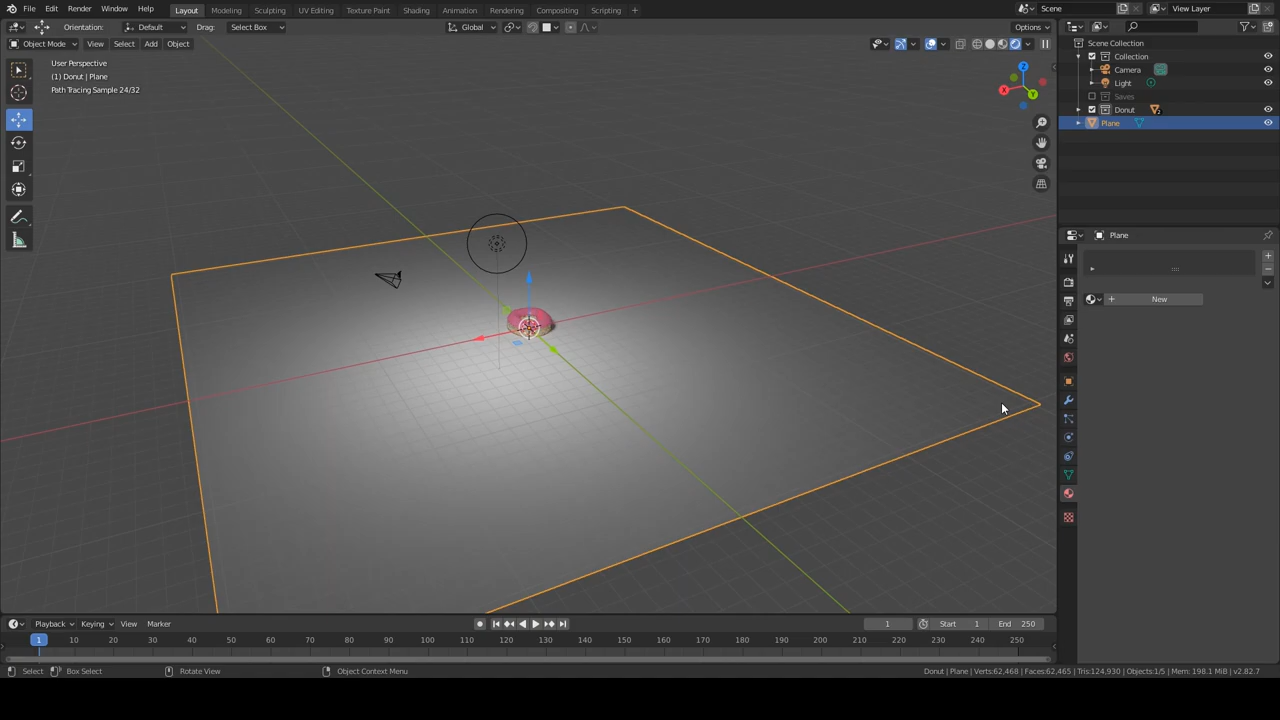 File Edit Render Window Help Layout Modeling Sculpting UV Editing Texture Paint Shading Animation Rendering Compositing Scripting + Scene View Layer
Orientation: Default Drag: Select Box Global Options
Object Mode View Select Add Object
User Perspective
(1) Donut | Plane
Path Tracing Sample 24/32
X
Y
Z
Scene Collection
Collection
Camera
Light
Saves
Donut 2
Plane
Plane
New
Playback Keying View Marker 1 Start 1 End 250
1 10 20 30 40 50 60 70 80 90 100 110 120 130 140 150 160 170 180 190 200 210 220 230 240 250
Select Box Select Rotate View Object Context Menu Donut | Plane | Verts:62,468 | Faces:62,465 | Tris:124,930 | Objects:1/5 | Mem: 198.1 MiB | v2.82.7